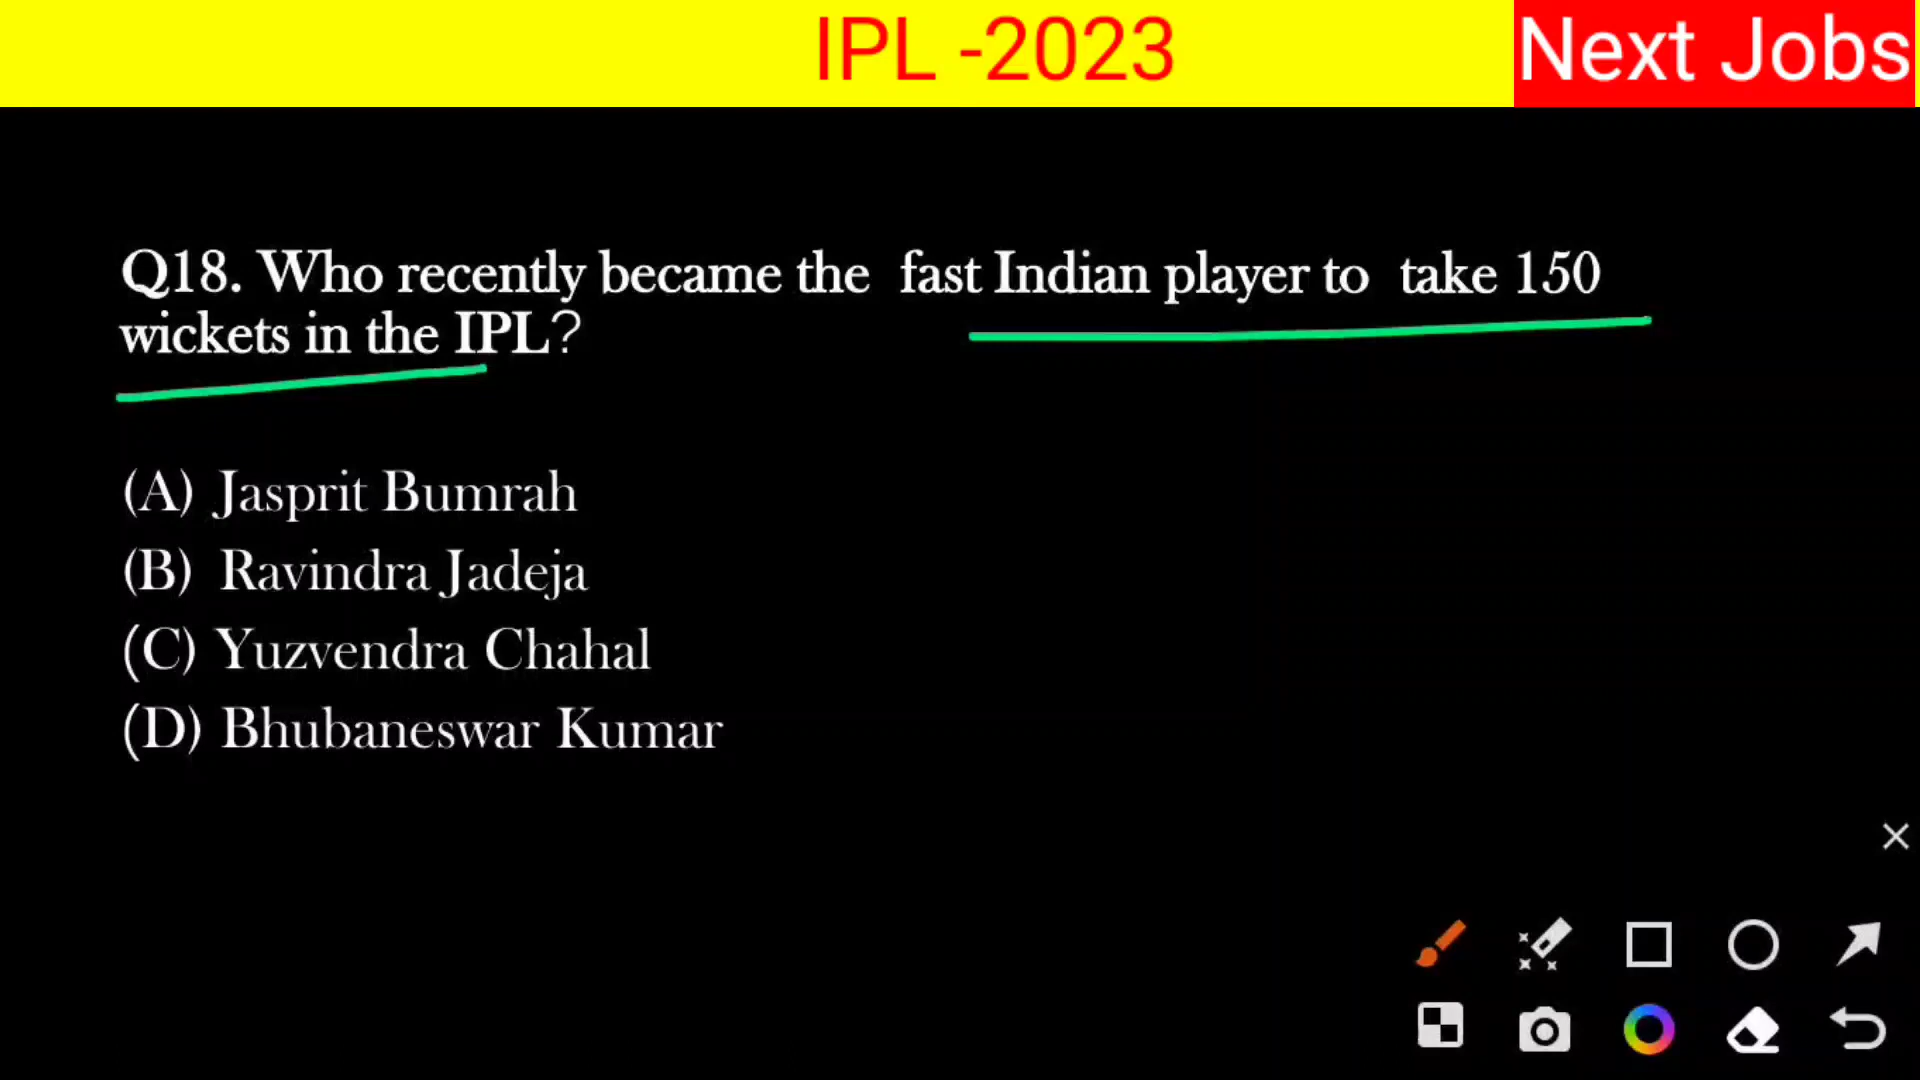 IPL -2023
Next Jobs
Q18. Who recently became the fast Indian player to take 150
wickets in the IPL?
(A) Jasprit Bumrah
(B) Ravindra Jadeja
(C) Yuzvendra Chahal
(D) Bhubaneswar Kumar